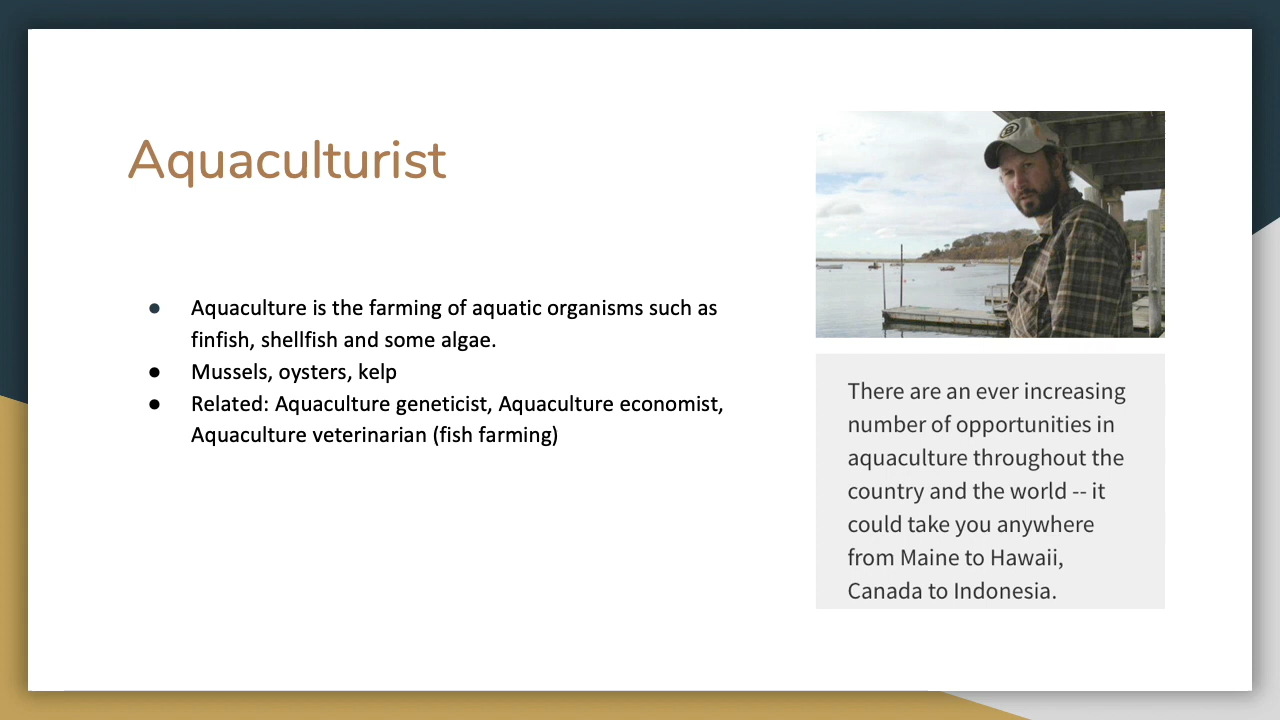 Aquaculturist
● Aquaculture is the farming of aquatic organisms such as
finfish, shellfish and some algae.
● Mussels, oysters, kelp
● Related: Aquaculture geneticist, Aquaculture economist,
Aquaculture veterinarian (fish farming)
There are an ever increasing
number of opportunities in
aquaculture throughout the
country and the world -- it
could take you anywhere
from Maine to Hawaii,
Canada to Indonesia.